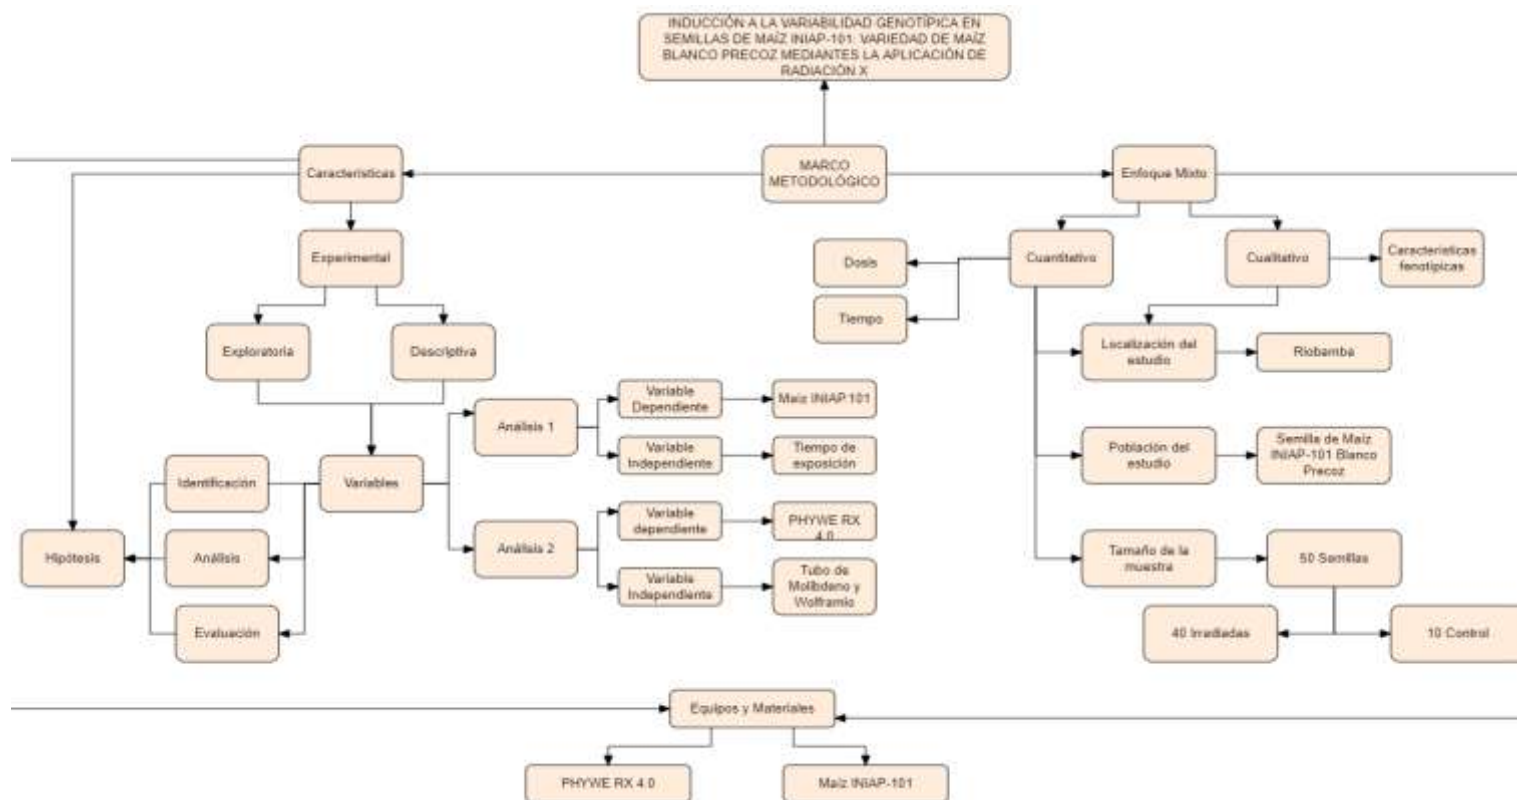 INDUCCIÓN A LA VARIABILIDAD GENOTÍPICA EN
SEMILLAS DE MAÍZ INIAP-101: VARIEDAD DE MAÍZ
BLANCO PRECOZ MEDIANTES LA APLICACIÓN DE
RADIACIÓN X
Características
MARCO
METODOLÓGICO
Enfoque Mixto
Experimental
Dosis
Cuantitativo
Cualitativo
Características
fenotípicas
Tiempo
Exploratoria
Descriptiva
Localización del
estudio
Riobamba
Análisis 1
Variable
Dependiente
Maíz INIAP 101
Variable
Independiente
Tiempo de
exposición
Población del
estudio
Semilla de Maíz
INIAP-101 Blanco
Precoz
Identificación
Variables
Hipótesis
Análisis
Análisis 2
Variable
dependiente
PHYWE RX
4.0
Variable
Independiente
Tubo de
Molibdeno y
Wolframio
Tamaño de la
muestra
50 Semillas
Evaluación
40 Irradiadas
10 Control
Equipos y Materiales
PHYWE RX 4.0
Maíz INIAP-101